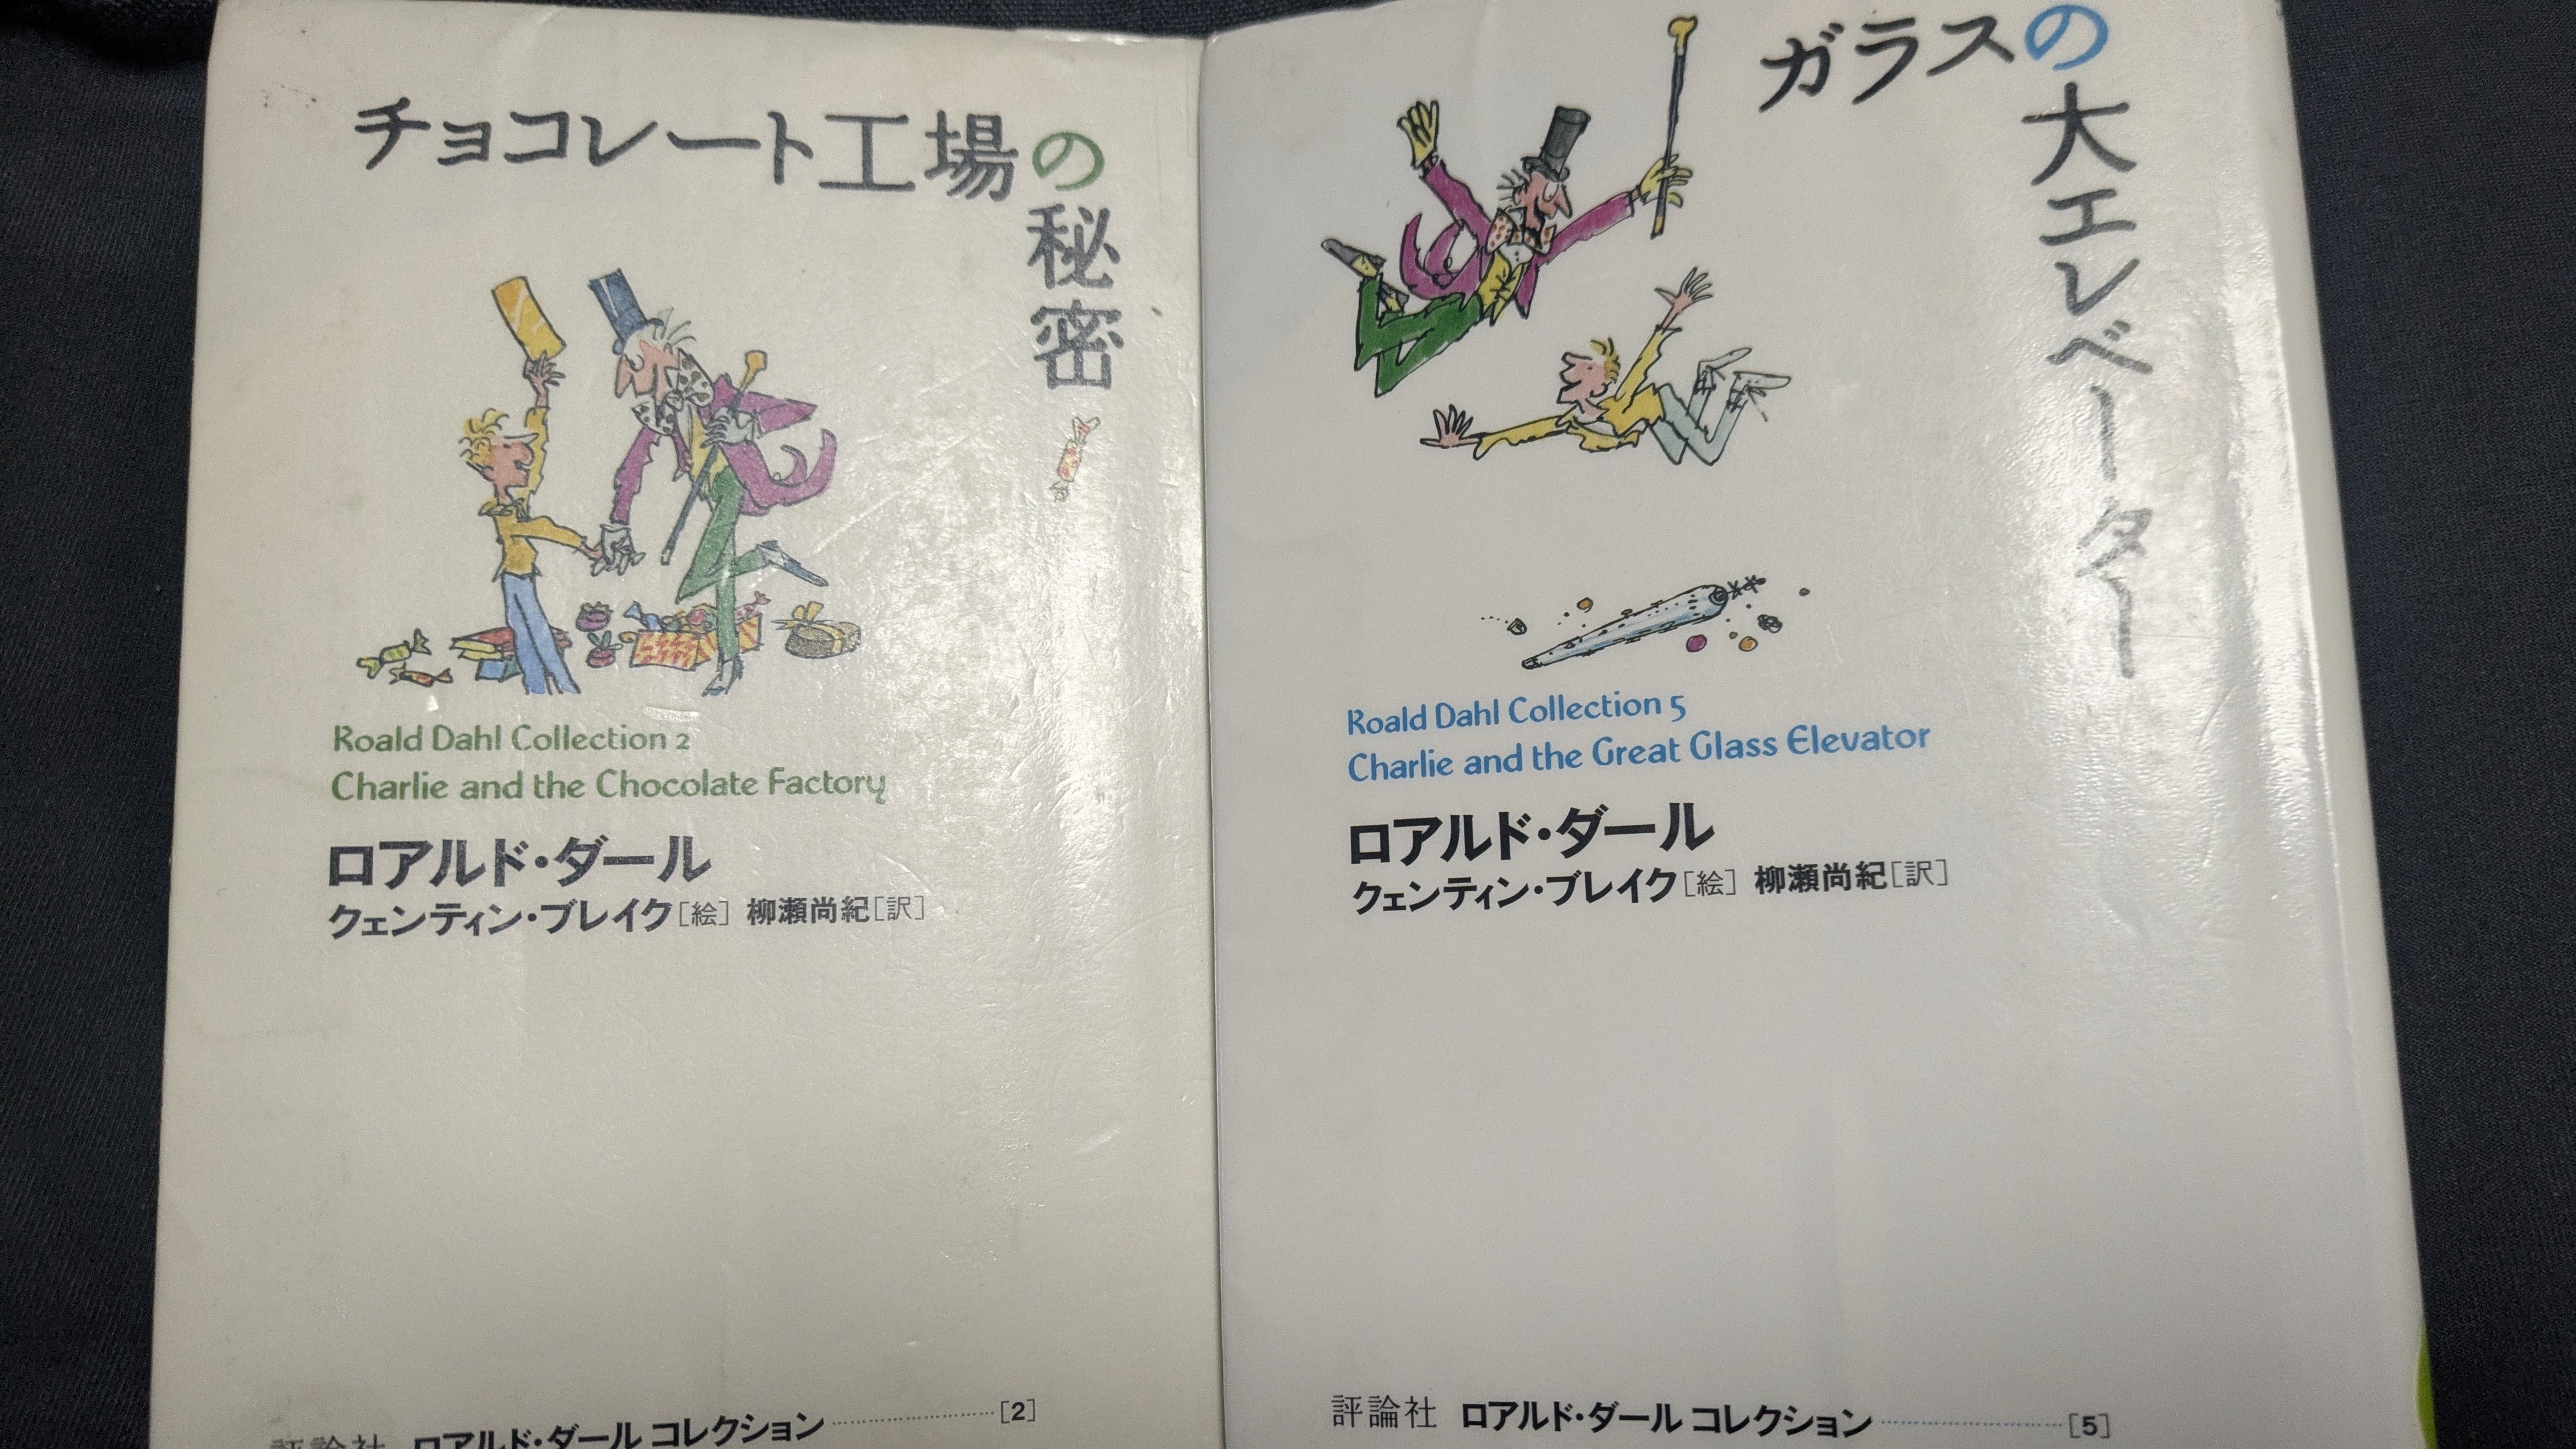 チョコレート工場の秘密
Roald Dahl Collection 2
Charlie and the Chocolate Factory
ロアルド・ダール
クェンティン・ブレイク[絵] 柳瀬尚紀[訳]
評論社 ロアルド・ダール コレクション……………………[2]
ガラスの大エレベーター
Roald Dahl Collection 5
Charlie and the Great Glass Elevator
ロアルド・ダール
クェンティン・ブレイク[絵] 柳瀬尚紀[訳]
評論社 ロアルド・ダール コレクション……………………[5]